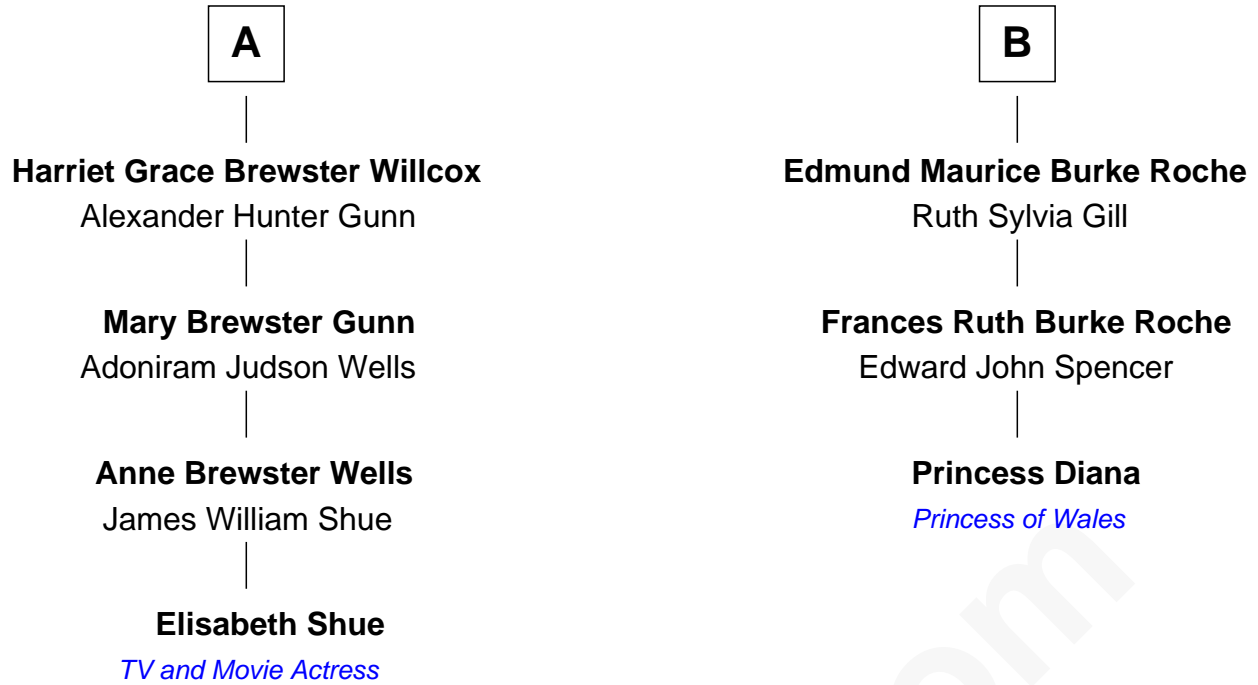 A
Harriet Grace Brewster Willcox
Alexander Hunter Gunn
Mary Brewster Gunn
Adoniram Judson Wells
Anne Brewster Wells
James William Shue
Elisabeth Shue
TV and Movie Actress
B
Edmund Maurice Burke Roche
Ruth Sylvia Gill
Frances Ruth Burke Roche
Edward John Spencer
Princess Diana
Princess of Wales
om